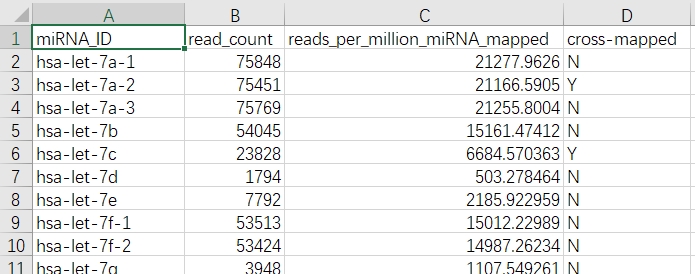 A B C D
1 miRNA_ID read_count reads_per_million_miRNA_mapped cross-mapped
2 hsa-let-7a-1 75848 21277.9626 N
3 hsa-let-7a-2 75451 21166.5905 Y
4 hsa-let-7a-3 75769 21255.8004 N
5 hsa-let-7b 54045 15161.47412 N
6 hsa-let-7c 23828 6684.570363 Y
7 hsa-let-7d 1794 503.278464 N
8 hsa-let-7e 7792 2185.922959 N
9 hsa-let-7f-1 53513 15012.22989 N
10 hsa-let-7f-2 53424 14987.26234 N
11 hsa-let-7g 3948 1107.549261 N